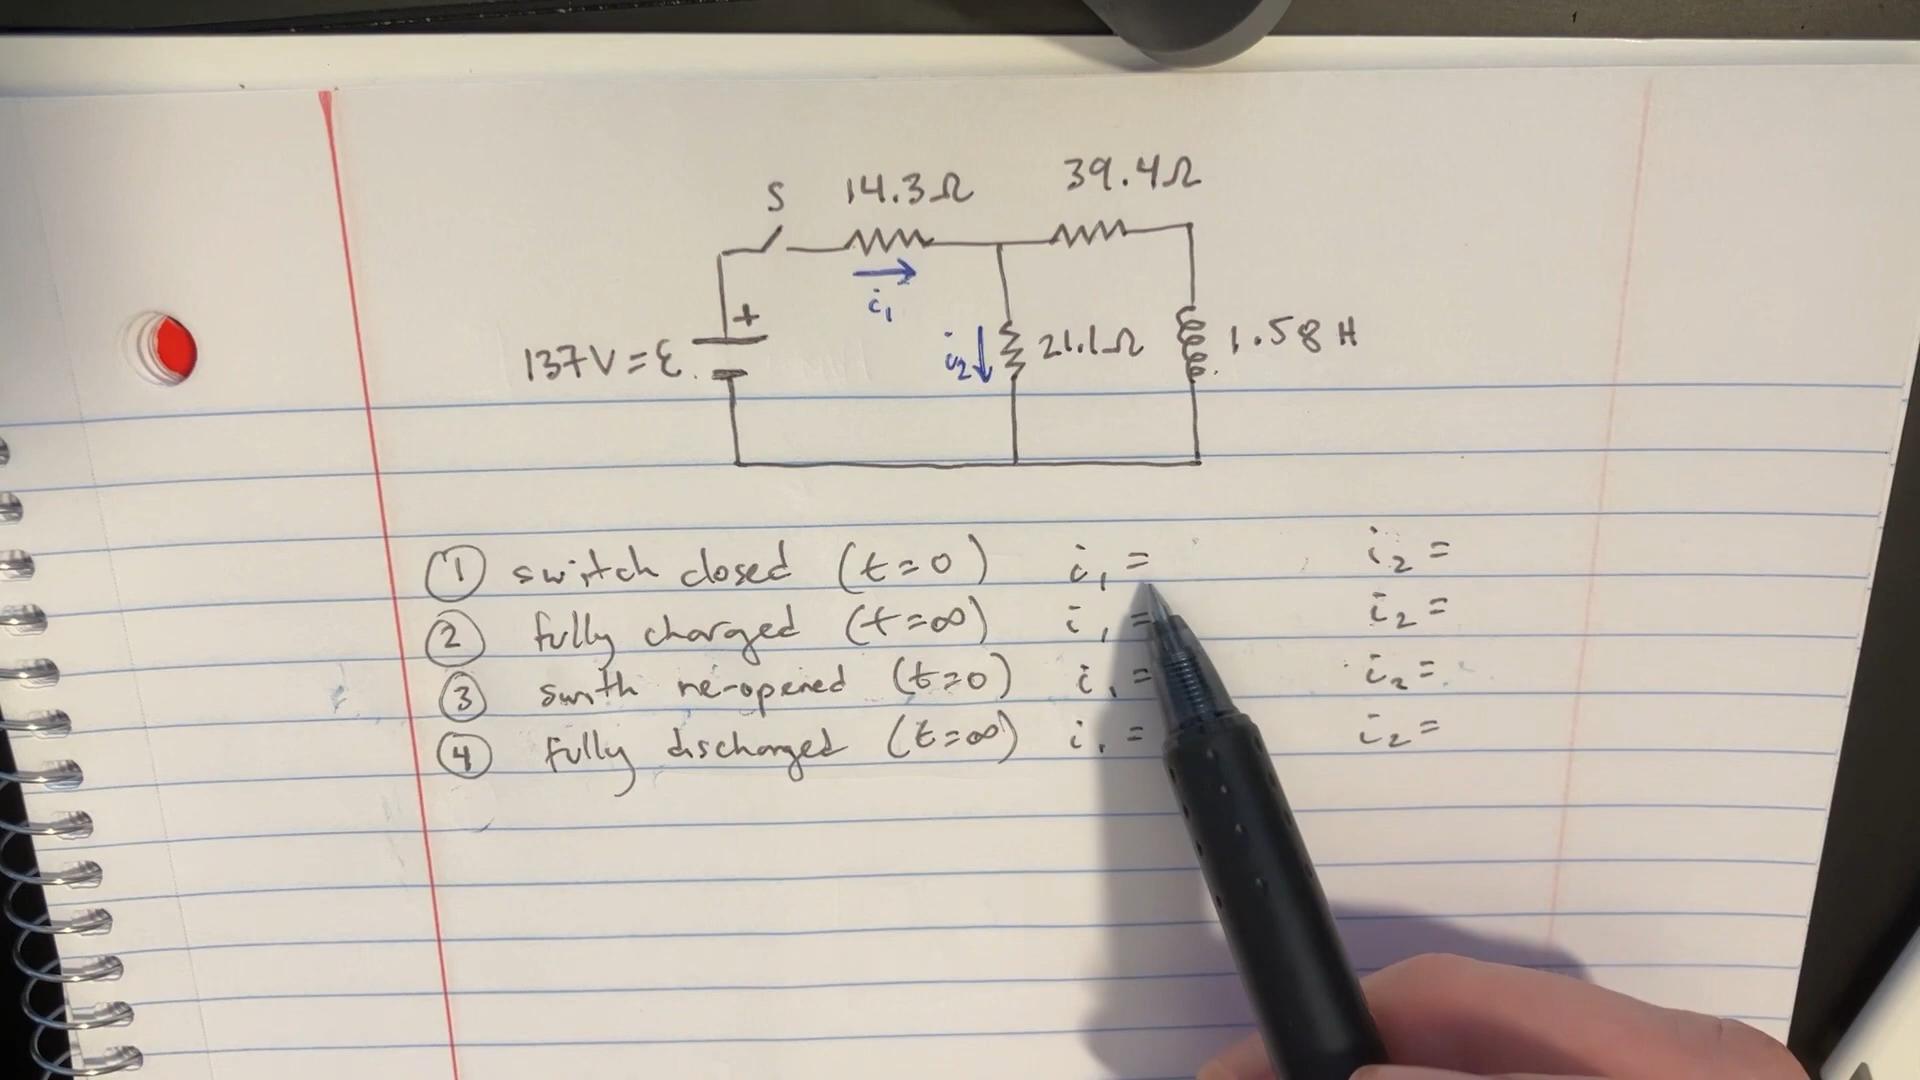 S 14.3Ω 39.4Ω
i₁
+
137V = ℰ i₂ 21.1Ω 1.58 H
① switch closed (t=0) i₁ = i₂ =
② fully charged (t=∞) i₁ = i₂ =
③ swith re-opened (t=0) i₁ = i₂ =
④ fully discharged (t=∞) i₁ = i₂ =